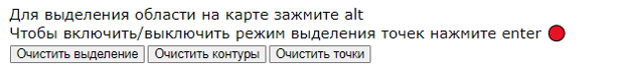 Для выделения области на карте зажмите alt
Чтобы включить/выключить режим выделения точек нажмите enter
Очистить выделение Очистить контуры Очистить точки